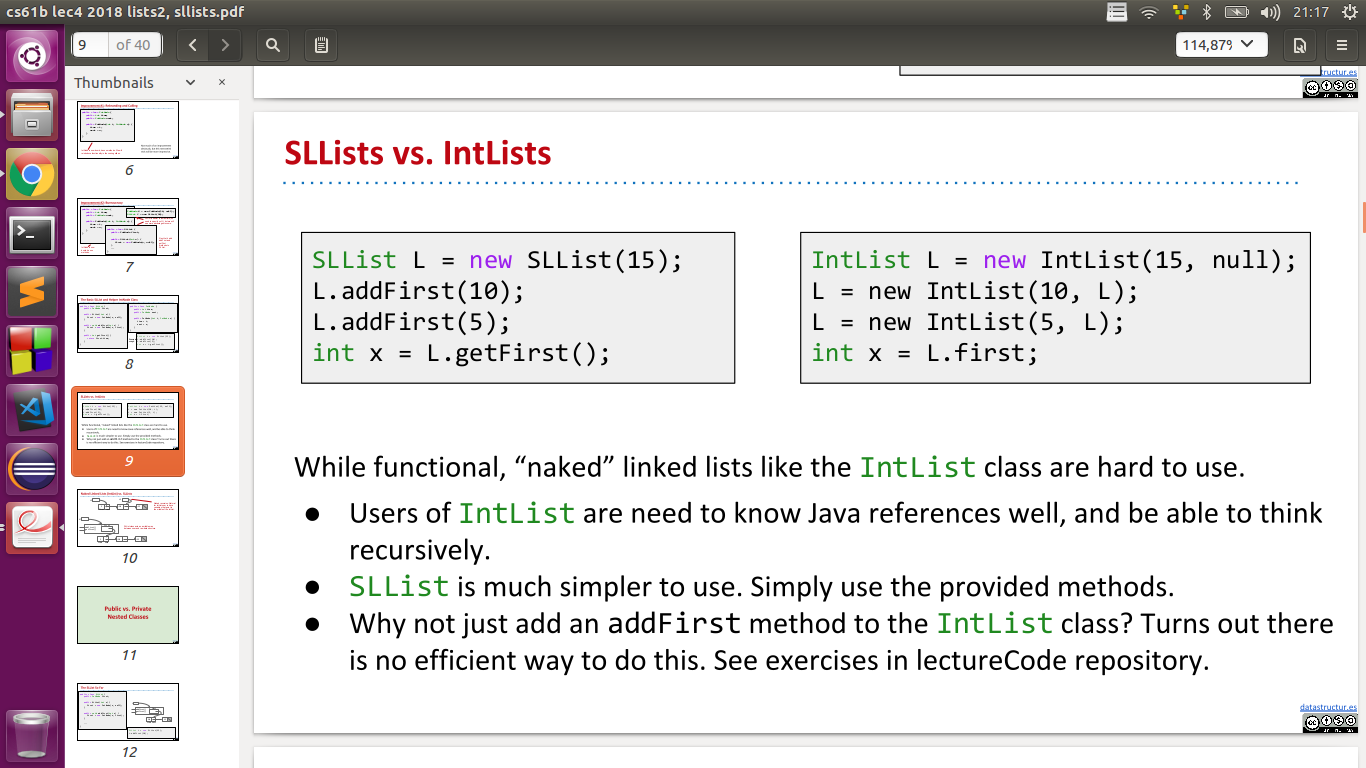 cs61b lec4 2018 lists2, sllists.pdf
21:17
9 of 40
114,87%
Thumbnails
6
7
8
9
10
Public vs. Private
Nested Classes
11
12
SLLists vs. IntLists
SLList L = new SLList(15);
L.addFirst(10);
L.addFirst(5);
int x = L.getFirst();
IntList L = new IntList(15, null);
L = new IntList(10, L);
L = new IntList(5, L);
int x = L.first;
While functional, “naked” linked lists like the IntList class are hard to use.
● Users of IntList are need to know Java references well, and be able to think
recursively.
● SLList is much simpler to use. Simply use the provided methods.
● Why not just add an addFirst method to the IntList class? Turns out there
is no efficient way to do this. See exercises in lectureCode repository.
datastructur.es